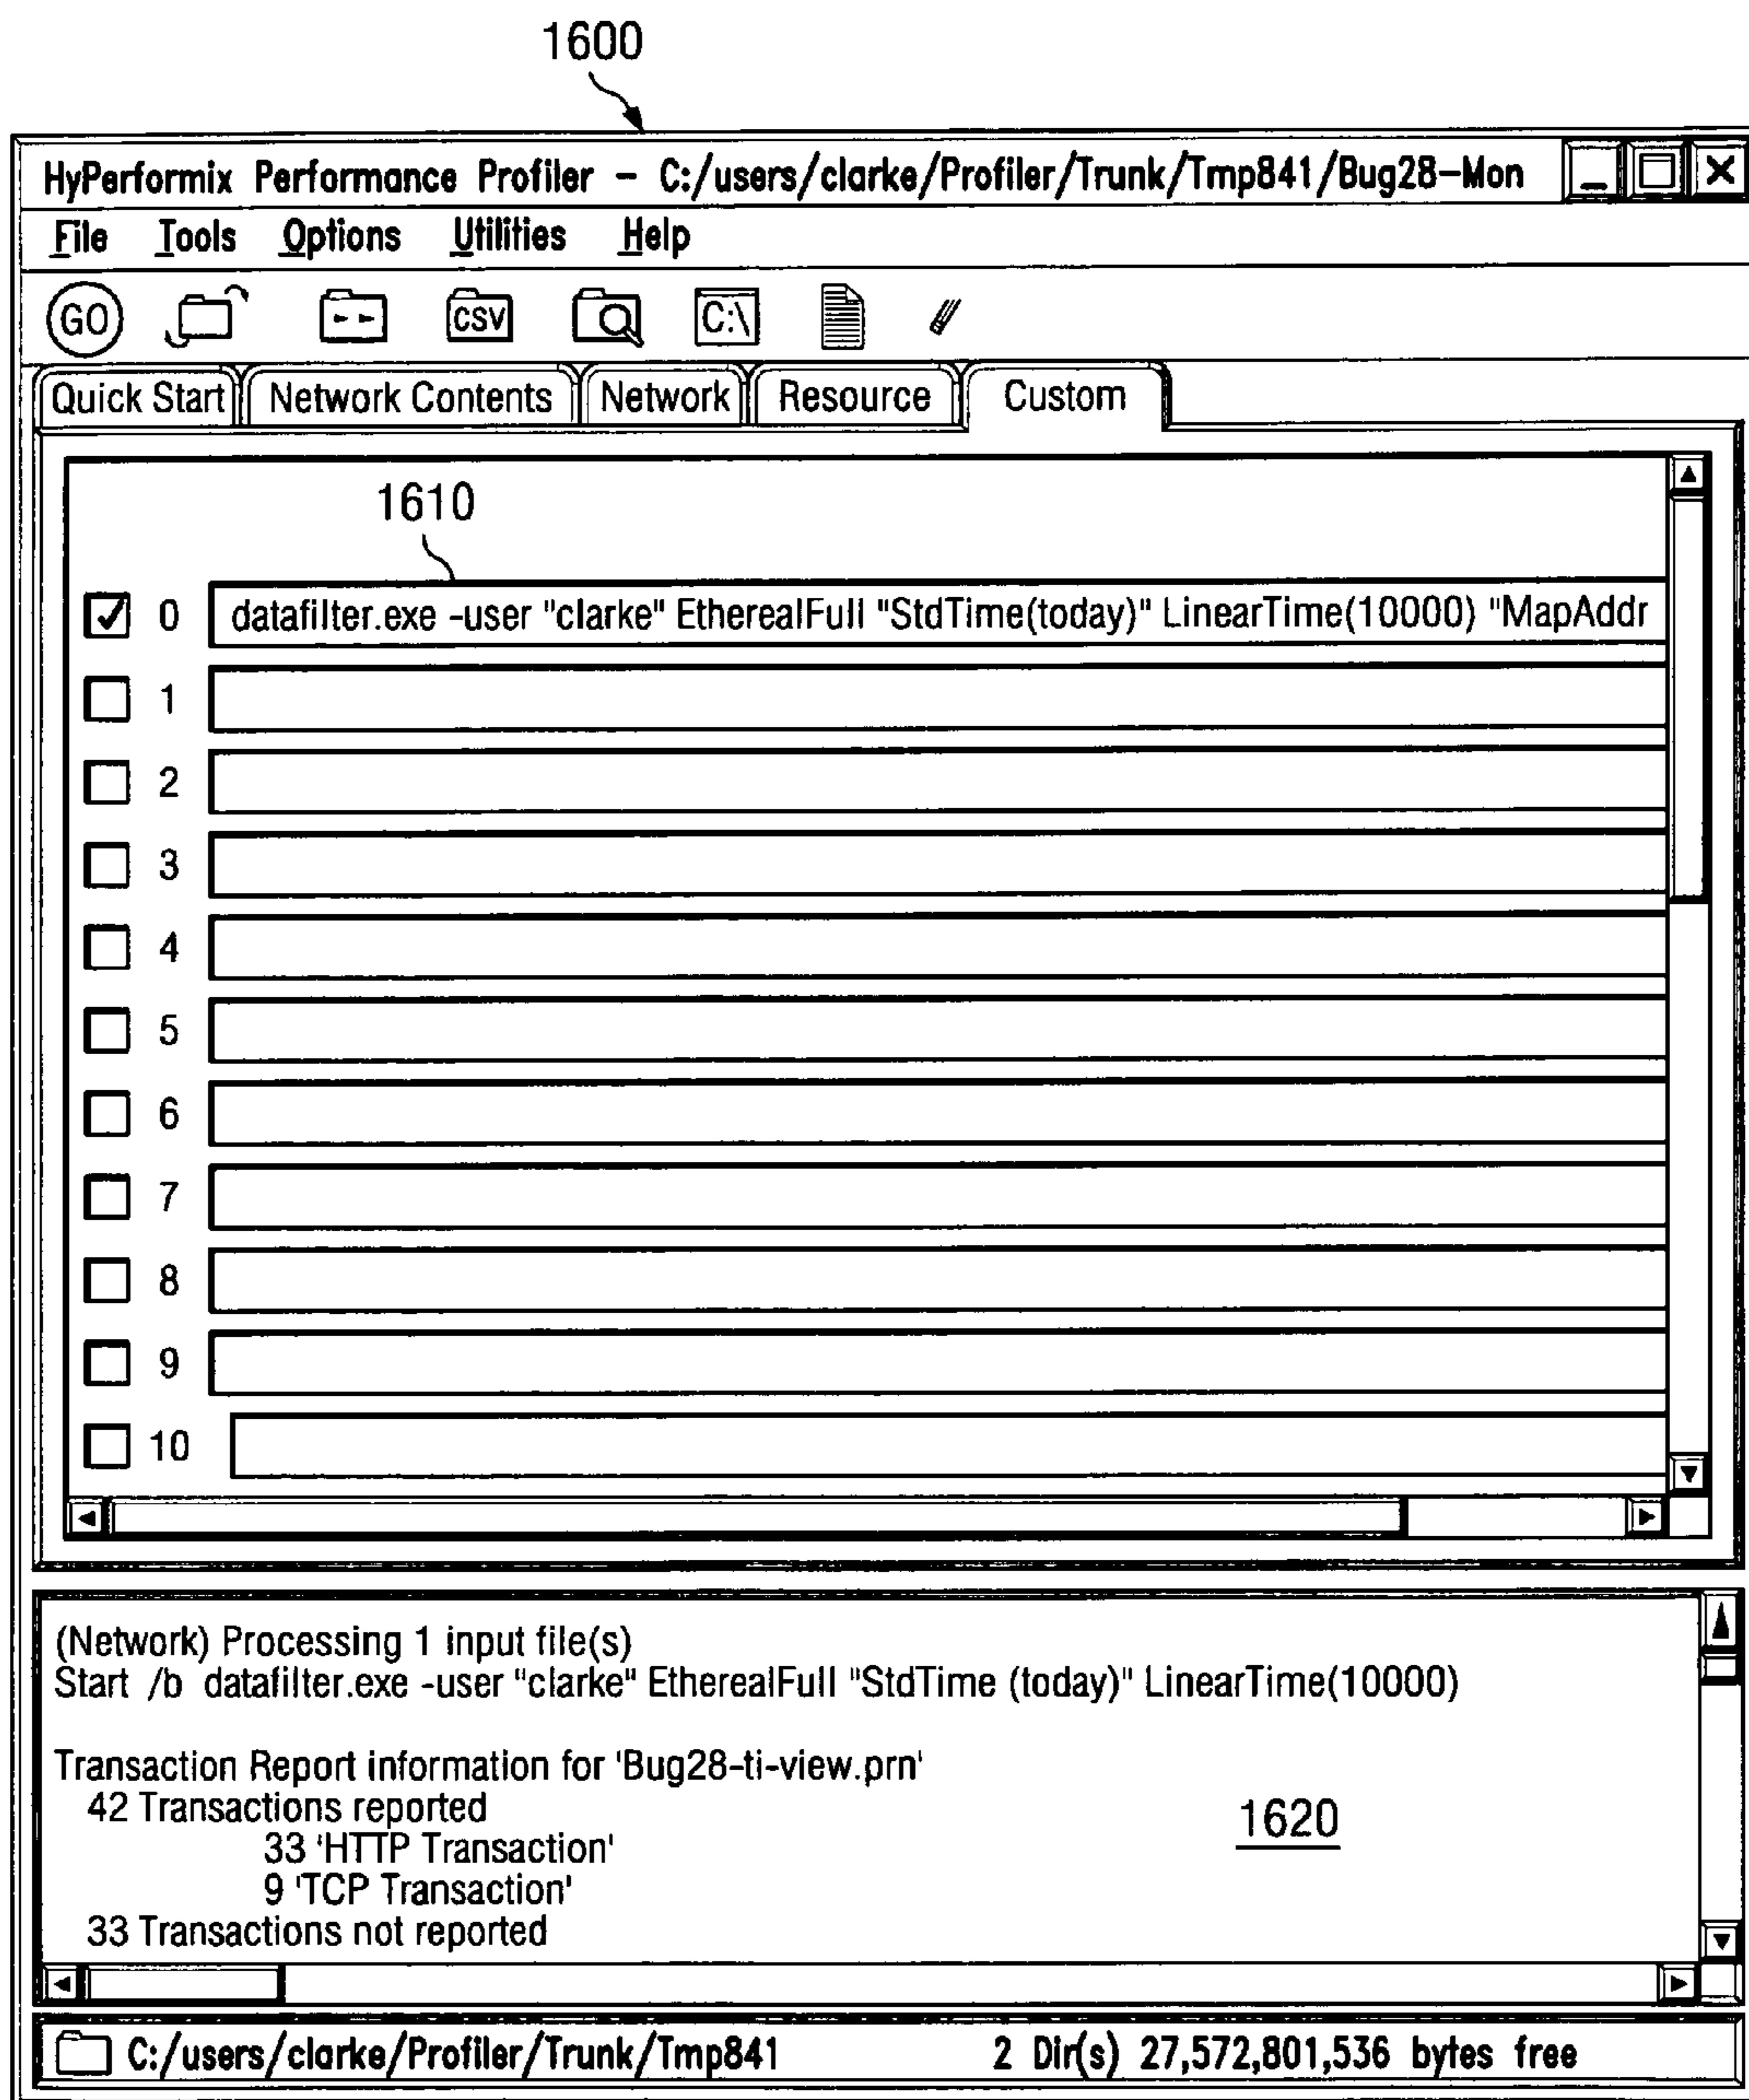 1600
HyPerformix Performance Profiler - C:/users/clarke/Profiler/Trunk/Tmp841/Bug28-Mon
File Tools Options Utilities Help
GO CSV C:\
Quick Start Network Contents Network Resource Custom
1610
0 datafilter.exe -user "clarke" EtherealFull "StdTime(today)" LinearTime(10000) "MapAddr
1
2
3
4
5
6
7
8
9
10
(Network) Processing 1 input file(s)
Start /b datafilter.exe -user "clarke" EtherealFull "StdTime (today)" LinearTime(10000)
Transaction Report information for 'Bug28-ti-view.prn'
42 Transactions reported
1620
33 'HTTP Transaction'
9 'TCP Transaction'
33 Transactions not reported
C:/users/clarke/Profiler/Trunk/Tmp841 2 Dir(s) 27,572,801,536 bytes free